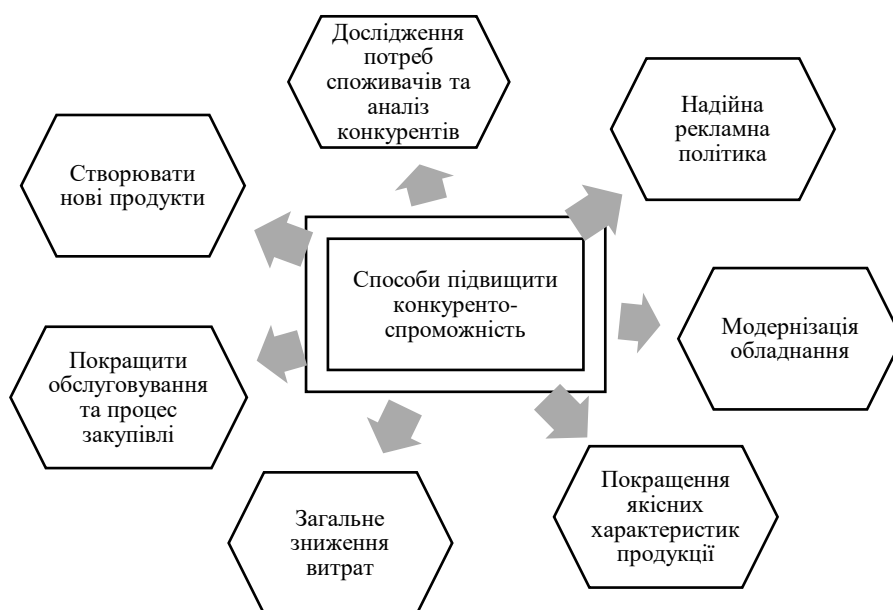 Дослідження
потреб
споживачів та
аналіз
конкурентів
Надійна
рекламна
політика
Створювати
нові продукти
Способи підвищити
конкуренто-
спроможність
Модернізація
обладнання
Покращити
обслуговування
та процес
закупівлі
Покращення
якісних
характеристик
продукції
Загальне
зниження
витрат